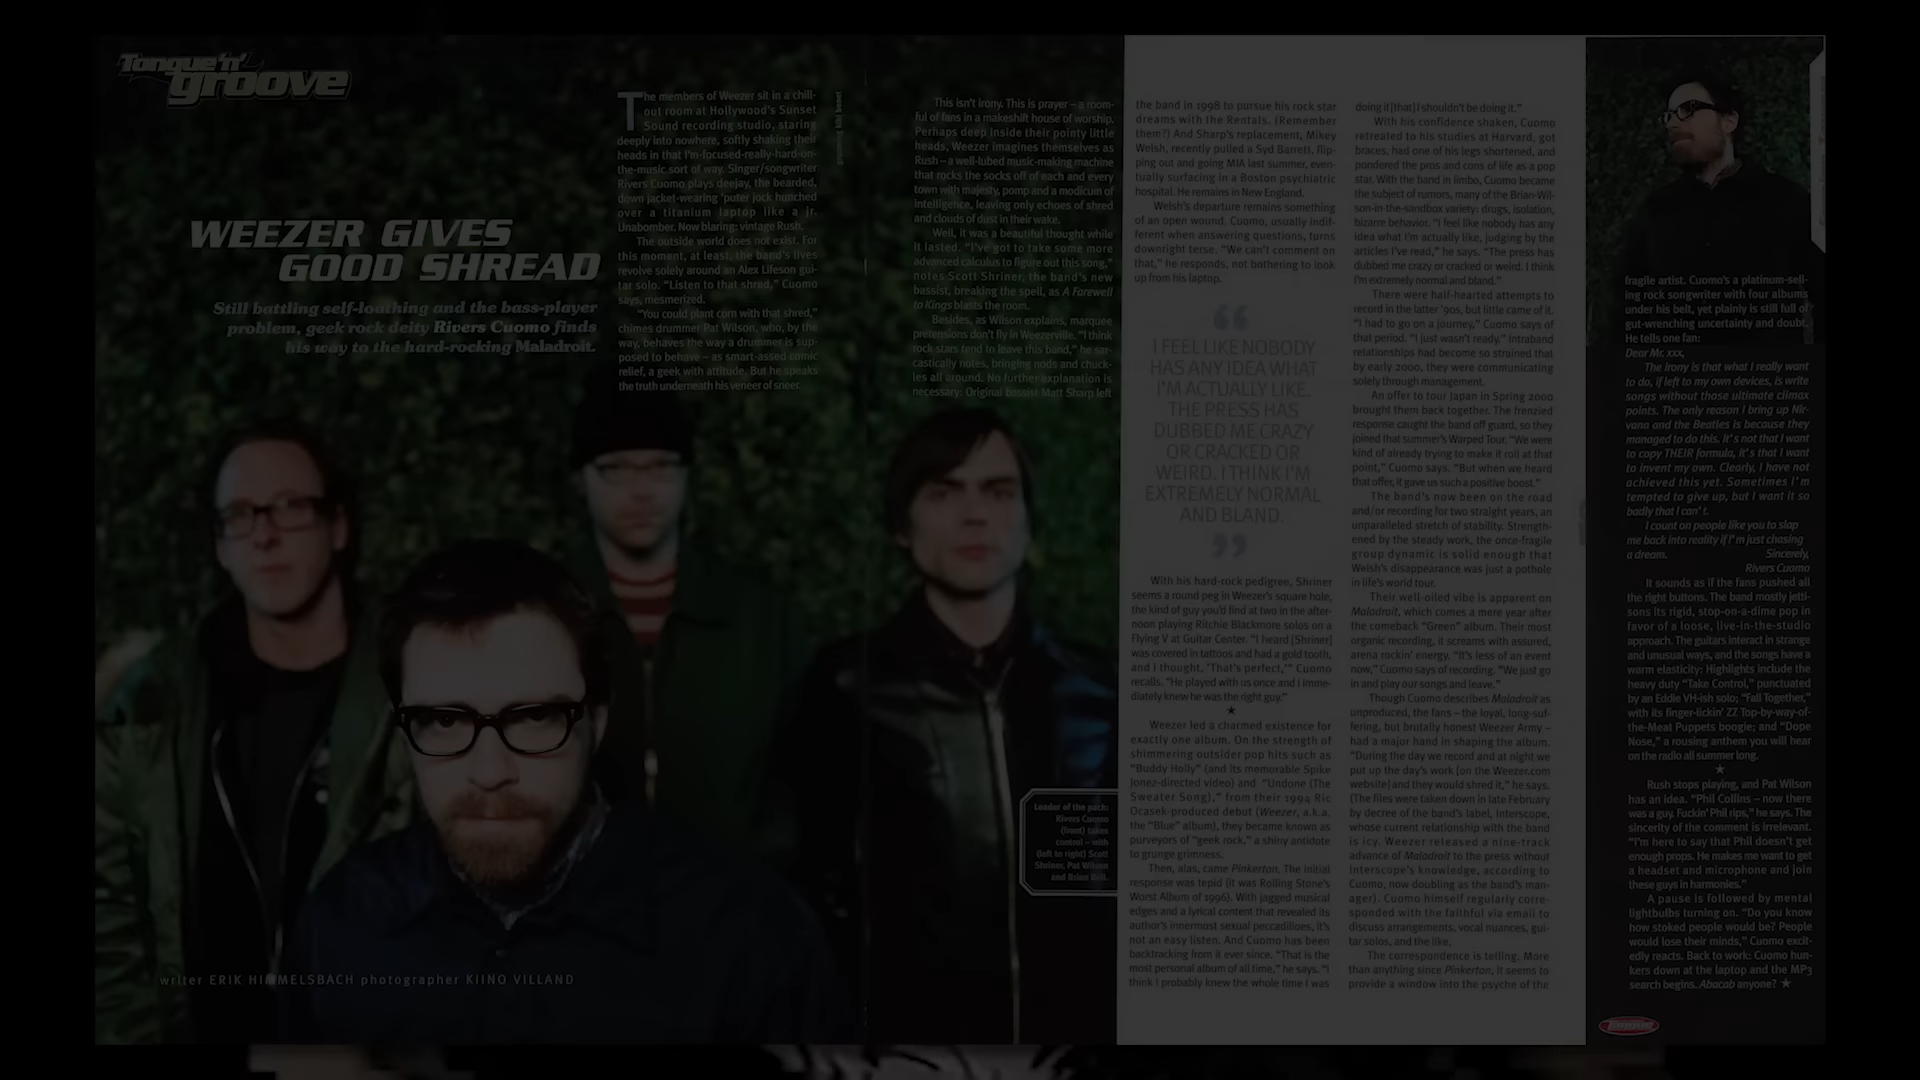 Tongue 'n' groove
WEEZER GIVES
GOOD SHREAD
Still battling self-loathing and the bass-player
problem, geek rock deity Rivers Cuomo finds
his way to the hard-rocking Maladroit.
The members of Weezer sit in a chill-
out room at Hollywood's Sunset
Sound recording studio, staring
deeply into nowhere, softly shaking their
heads in that I'm-focused-really-hard-on-
the-music sort of way. Singer/songwriter
Rivers Cuomo plays deejay, the bearded,
down jacket-wearing 'puter jock hunched
over a titanium laptop like a jr.
Unabomber. Now blaring: vintage Rush.
The outside world does not exist. For
this moment, at least, the band's lives
revolve solely around an Alex Lifeson gui-
tar solo. "Listen to that shred," Cuomo
says, mesmerized.
"You could plant corn with that shred,"
chimes drummer Pat Wilson, who, by the
way, behaves the way a drummer is sup-
posed to behave – as smart-assed comic
relief, a geek with attitude. But he speaks
the truth underneath his veneer of sneer.
This isn't irony. This is prayer – a room-
ful of fans in a makeshift house of worship.
Perhaps deep inside their pointy little
heads, Weezer imagines themselves as
Rush – a well-lubed music-making machine
that rocks the socks off of each and every
town with majesty, pomp and a modicum of
intelligence, leaving only echoes of shred
and clouds of dust in their wake.
Well, it was a beautiful thought while
it lasted. "I've got to take some more
advanced calculus to figure out this song,"
notes Scott Shriner, the band's new
bassist, breaking the spell, as A Farewell
to Kings blasts the room.
Besides, as Wilson explains, marquee
pretensions don't fly in Weezerville. "I think
rock stars tend to leave this band," he sar-
castically notes, bringing nods and chuck-
les all around. No further explanation is
necessary: Original bassist Matt Sharp left
the band in 1998 to pursue his rock star
dreams with the Rentals. (Remember
them?) And Sharp's replacement, Mikey
Welsh, recently pulled a Syd Barrett, flip-
ping out and going MIA last summer, even-
tually surfacing in a Boston psychiatric
hospital. He remains in New England.
Welsh's departure remains something
of an open wound. Cuomo, usually indif-
ferent when answering questions, turns
downright terse. "We can't comment on
that," he responds, not bothering to look
up from his laptop.
“
I FEEL LIKE NOBODY
HAS ANY IDEA WHAT
I'M ACTUALLY LIKE.
THE PRESS HAS
DUBBED ME CRAZY
OR CRACKED OR
WEIRD. I THINK I'M
EXTREMELY NORMAL
AND BLAND.
”
With his hard-rock pedigree, Shriner
seems a round peg in Weezer's square hole,
the kind of guy you'd find at two in the after-
noon playing Ritchie Blackmore solos on a
Flying V at Guitar Center. "I heard [Shriner]
was covered in tattoos and had a gold tooth,
and I thought, 'That's perfect,'" Cuomo
recalls. "He played with us once and I imme-
diately knew he was the right guy."
★
Weezer led a charmed existence for
exactly one album. On the strength of
shimmering outsider pop hits such as
"Buddy Holly" (and its memorable Spike
Jonez-directed video) and "Undone (The
Sweater Song)," from their 1994 Ric
Ocasek-produced debut (Weezer, a.k.a.
the "Blue" album), they became known as
purveyors of "geek rock," a shiny antidote
to grunge grimness.
Then, alas, came Pinkerton. The initial
response was tepid (it was Rolling Stone's
Worst Album of 1996). With jagged musical
edges and a lyrical content that revealed its
author's innermost sexual peccadilloes, it's
not an easy listen. And Cuomo has been
backtracking from it ever since. "That is the
most personal album of all time," he says. "I
think I probably knew the whole time I was
doing it [that] I shouldn't be doing it."
With his confidence shaken, Cuomo
retreated to his studies at Harvard, got
braces, had one of his legs shortened, and
pondered the pros and cons of life as a pop
star. With the band in limbo, Cuomo became
the subject of rumors, many of the Brian-Wil-
son-in-the-sandbox variety: drugs, isolation,
bizarre behavior. "I feel like nobody has any
idea what I'm actually like, judging by the
articles I've read," he says. "The press has
dubbed me crazy or cracked or weird. I think
I'm extremely normal and bland."
There were half-hearted attempts to
record in the latter '90s, but little came of it.
"I had to go on a journey," Cuomo says of
that period. "I just wasn't ready." Intraband
relationships had become so strained that
by early 2000, they were communicating
solely through management.
An offer to tour Japan in Spring 2000
brought them back together. The frenzied
response caught the band off guard, so they
joined that summer's Warped Tour. "We were
kind of already trying to make it roll at that
point," Cuomo says. "But when we heard
that offer, it gave us such a positive boost."
The band's now been on the road
and/or recording for two straight years, an
unparalleled stretch of stability. Strength-
ened by the steady work, the once-fragile
group dynamic is solid enough that
Welsh's disappearance was just a pothole
in life's world tour.
Their well-oiled vibe is apparent on
Maladroit, which comes a mere year after
the comeback "Green" album. Their most
organic recording, it screams with assured,
arena rockin' energy. "It's less of an event
now," Cuomo says of recording. "We just go
in and play our songs and leave."
Though Cuomo describes Maladroit as
unproduced, the fans – the loyal, long-suf-
fering, but brutally honest Weezer Army –
had a major hand in shaping the album.
"During the day we record and at night we
put up the day's work [on the Weezer.com
website] and they would shred it," he says.
(The files were taken down in late February
by decree of the band's label, Interscope,
whose current relationship with the band
is icy. Weezer released a nine-track
advance of Maladroit to the press without
Interscope's knowledge, according to
Cuomo, now doubling as the band's man-
ager). Cuomo himself regularly corre-
sponded with the faithful via email to
discuss arrangements, vocal nuances, gui-
tar solos, and the like.
The correspondence is telling. More
than anything since Pinkerton, it seems to
provide a window into the psyche of the
fragile artist. Cuomo's a platinum-sell-
ing rock songwriter with four albums
under his belt, yet plainly is still full of
gut-wrenching uncertainty and doubt.
He tells one fan:
Dear Mr. xxx,
The irony is that what I really want
to do, if left to my own devices, is write
songs without those ultimate climax
points. The only reason I bring up Nir-
vana and the Beatles is because they
managed to do this. It's not that I want
to copy THEIR formula, it's that I want
to invent my own. Clearly, I have not
achieved this yet. Sometimes I'm
tempted to give up, but I want it so
badly that I can't.
I count on people like you to slap
me back into reality if I'm just chasing
a dream. Sincerely,
Rivers Cuomo
It sounds as if the fans pushed all
the right buttons. The band mostly jetti-
sons its rigid, stop-on-a-dime pop in
favor of a loose, live-in-the-studio
approach. The guitars interact in strange
and unusual ways, and the songs have a
warm elasticity: Highlights include the
heavy duty "Take Control," punctuated
by an Eddie VH-ish solo; "Fall Together,"
with its finger-lickin' ZZ Top-by-way-of-
the-Meat Puppets boogie; and "Dope
Nose," a rousing anthem you will hear
on the radio all summer long.
★
Rush stops playing, and Pat Wilson
has an idea. "Phil Collins – now there
was a guy. Fuckin' Phil rips," he says. The
sincerity of the comment is irrelevant.
"I'm here to say that Phil doesn't get
enough props. He makes me want to get
a headset and microphone and join
these guys in harmonies."
A pause is followed by mental
lightbulbs turning on. "Do you know
how stoked people would be? People
would lose their minds," Cuomo excit-
edly reacts. Back to work: Cuomo hun-
kers down at the laptop and the MP3
search begins. Abacab anyone? ★
Leader of the pack:
Rivers Cuomo
(front) takes
control – with
(left to right) Scott
Shriner, Pat Wilson
and Brian Bell.
writer ERIK HIMMELSBACH photographer KIINO VILLAND